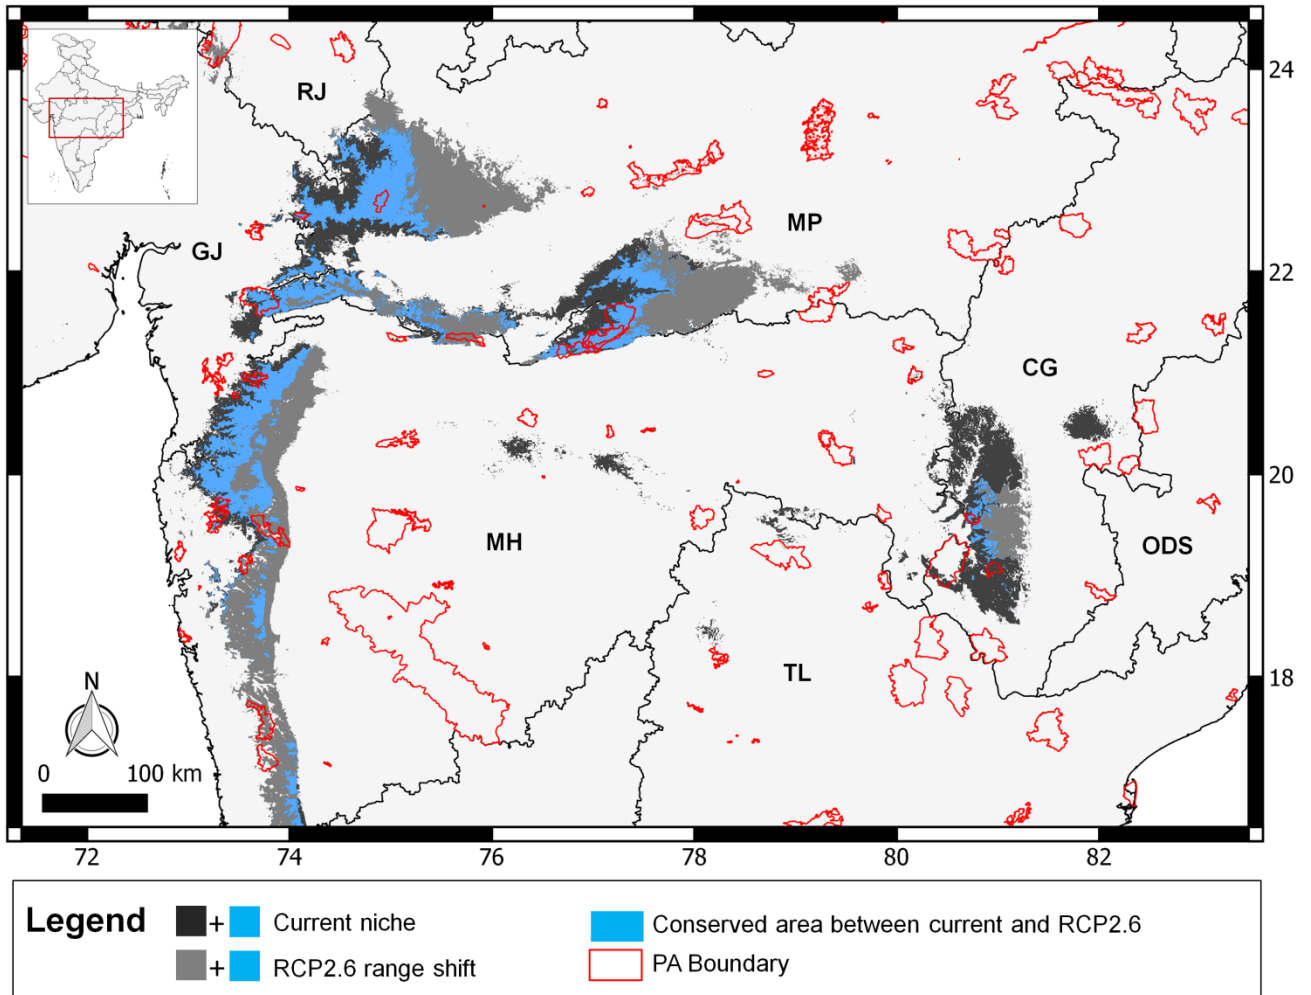 RJ
24
MP
GJ
22
CG
20
MH
ODS
TL
18
N
0 100 km
72 74 76 78 80 82
Legend
+ Current niche
Conserved area between current and RCP2.6
+ RCP2.6 range shift
PA Boundary